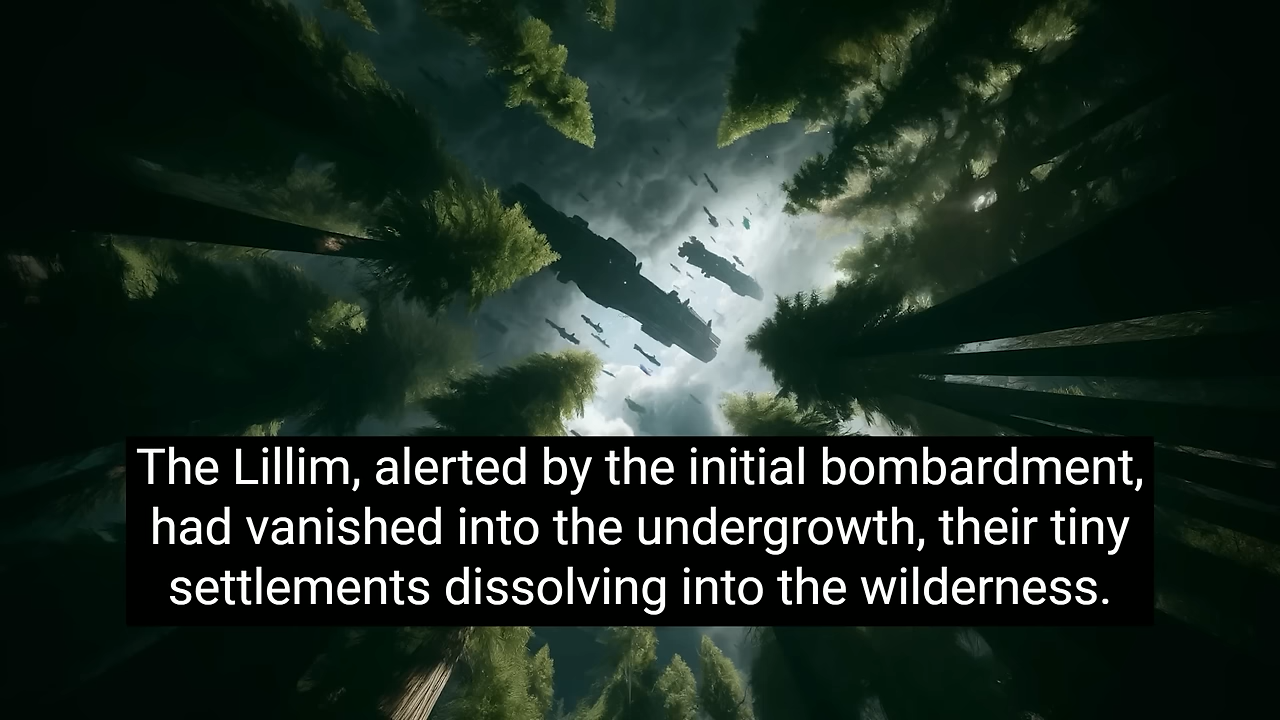 The Lillim, alerted by the initial bombardment,
had vanished into the undergrowth, their tiny
settlements dissolving into the wilderness.